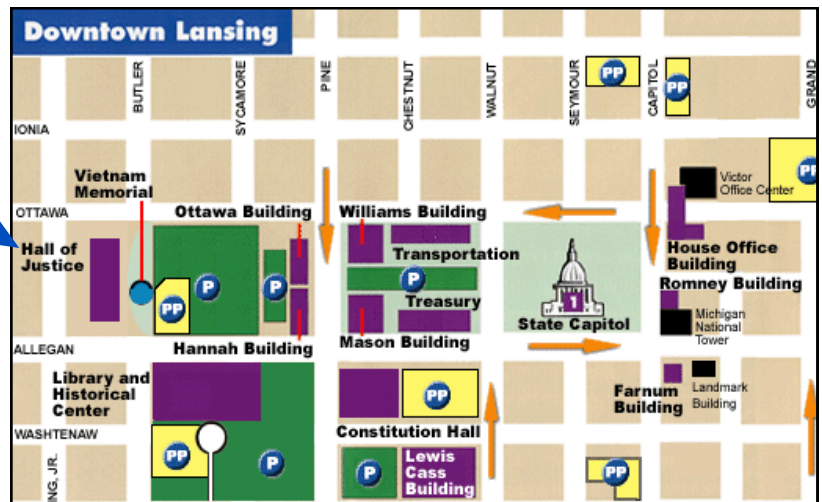 Downtown Lansing
BUTLER
SYCAMORE
PINE
CHESTNUT
WALNUT
SEYMOUR
PP
CAPITOL
PP
GRAND
IONIA
Vietnam
Memorial
PP
Victor
Office Center
OTTAWA
Ottawa Building
Williams Building
Hall of
Justice
Transportation
House Office
Building
P
P
P
PP
Treasury
1
State Capitol
Romney Building
Michigan
National
Tower
ALLEGAN
Hannah Building
Mason Building
Library and
Historical
Center
PP
Farnum
Building
Landmark
Building
WASHTENAW
Constitution Hall
PP
P
P
Lewis
Cass
Building
PP
NG, JR.